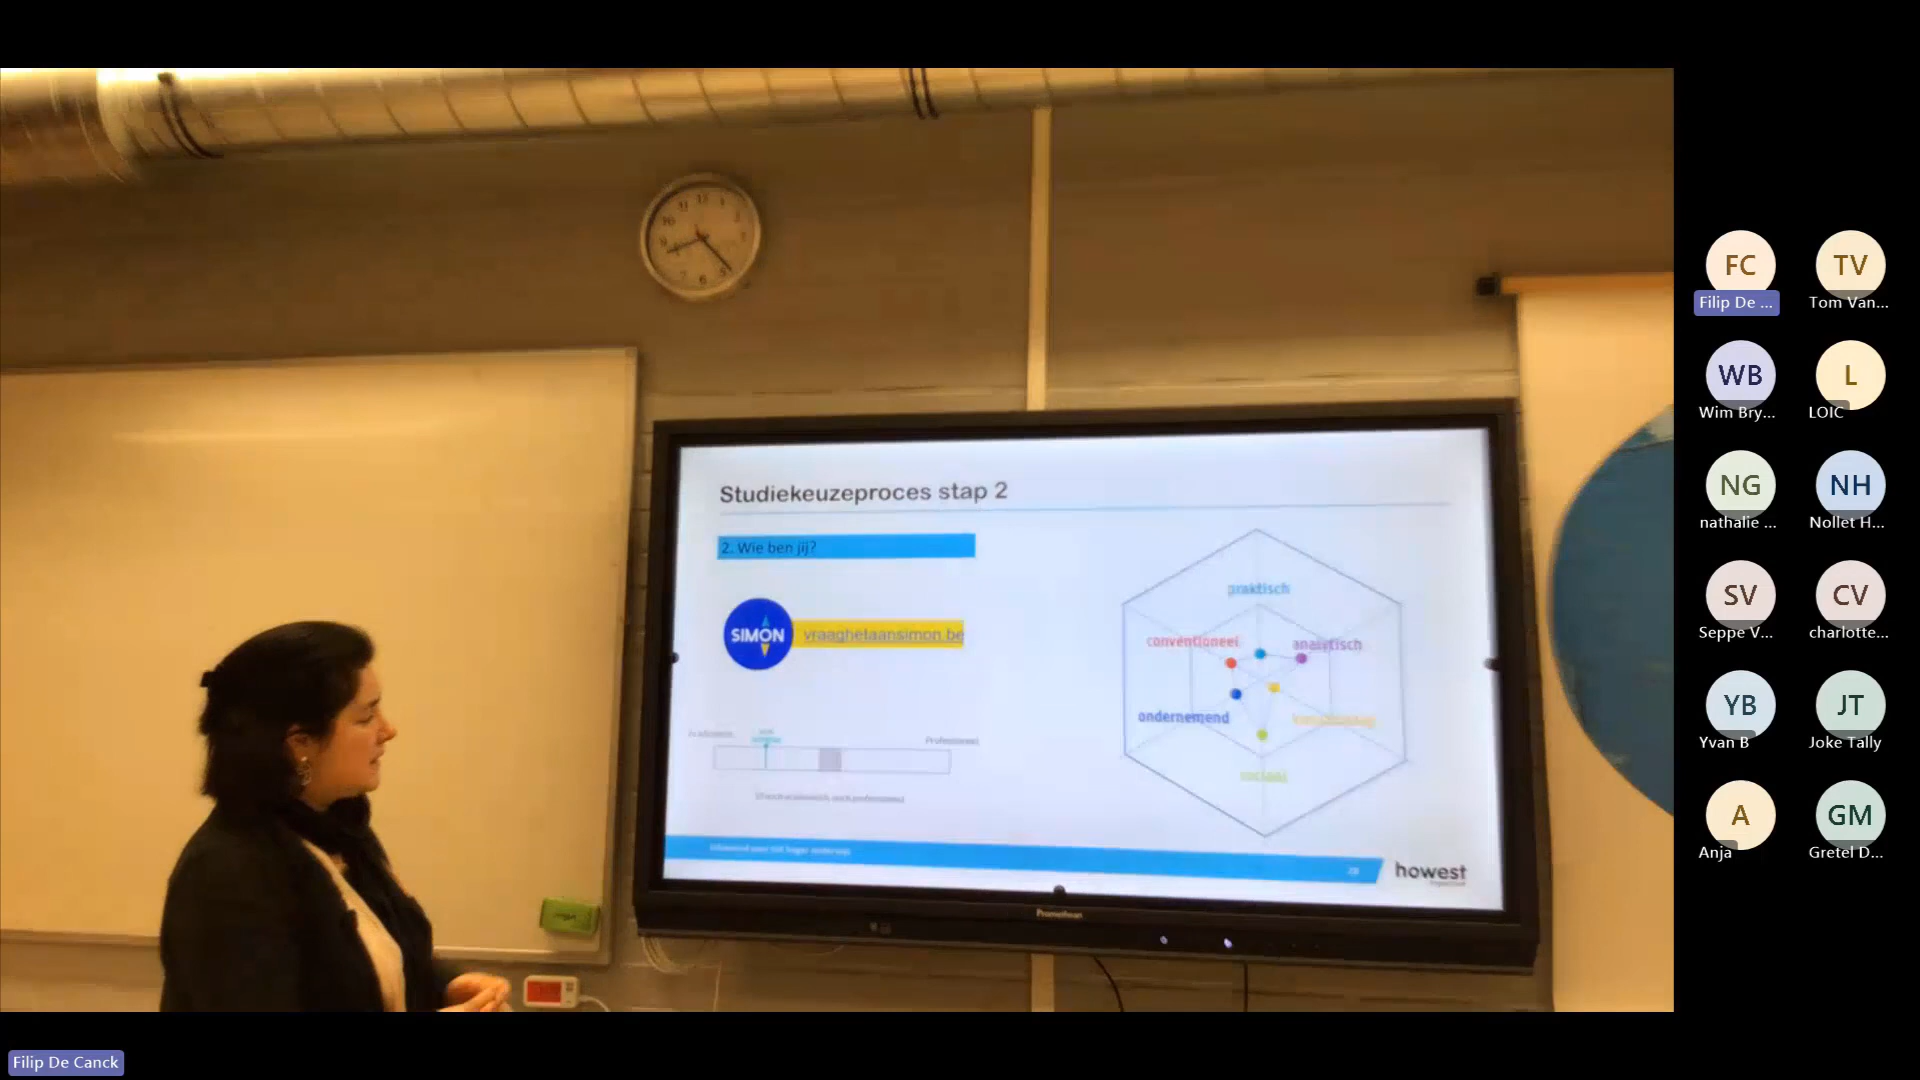 Studiekeuzeproces stap 2
2. Wie ben jij?
SIMON
vraaghetaansimon.be
Professioneel
praktisch
conventioneel
analytisch
ondernemend
sociaal
howest
Promethean
FC
Filip De ...
TV
Tom Van...
WB
Wim Bry...
L
LOIC
NG
nathalie ...
NH
Nollet H...
SV
Seppe V...
CV
charlotte...
YB
Yvan B
JT
Joke Tally
A
Anja
GM
Gretel D...
Filip De Canck